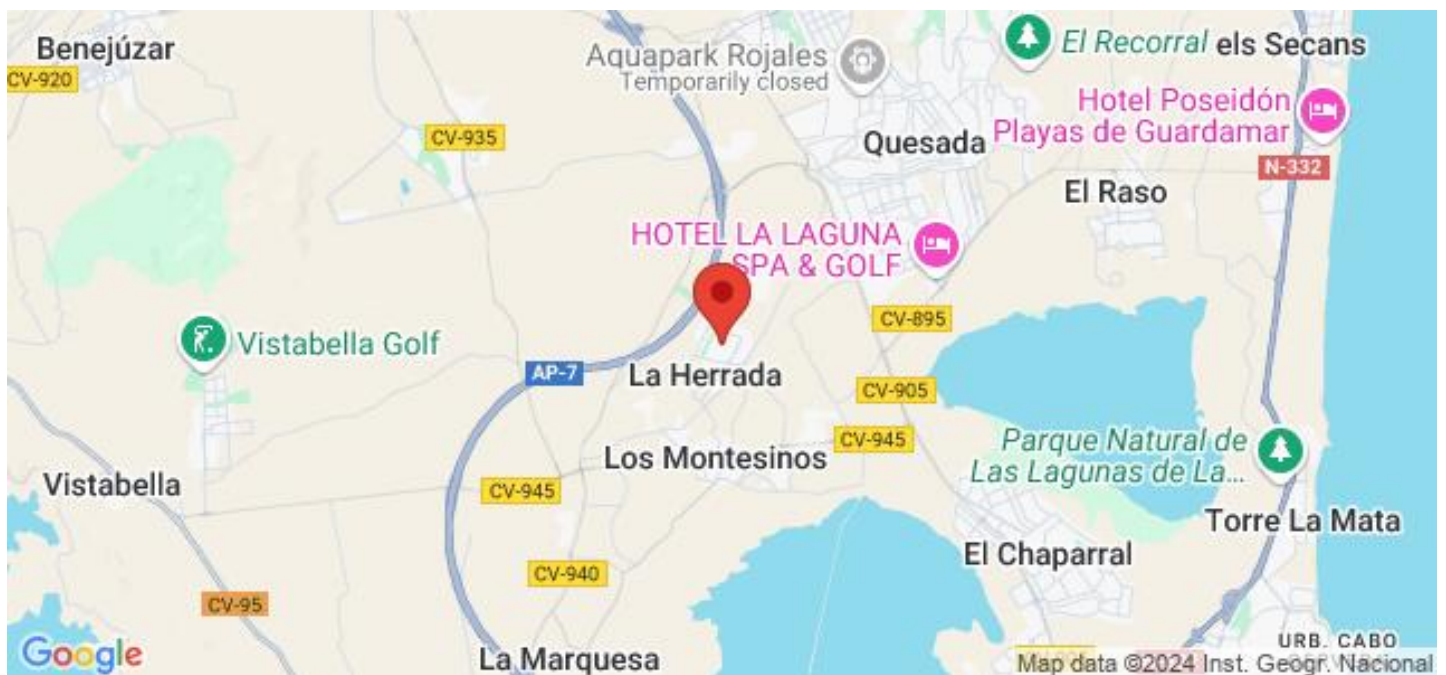 Benejúzar
CV-920
Aquapark Rojales
Temporarily closed
El Recorral
els Secans
Hotel Poseidón
Playas de Guardamar
CV-935
Quesada
N-332
El Raso
HOTEL LA LAGUNA
SPA & GOLF
CV-895
Vistabella Golf
AP-7
La Herrada
CV-905
CV-945
Parque Natural de
Las Lagunas de La...
Los Montesinos
Vistabella
CV-945
Torre La Mata
El Chaparral
CV-940
CV-95
URB. CABO
Google
La Marquesa
Map data ©2024 Inst. Geogr. Nacional